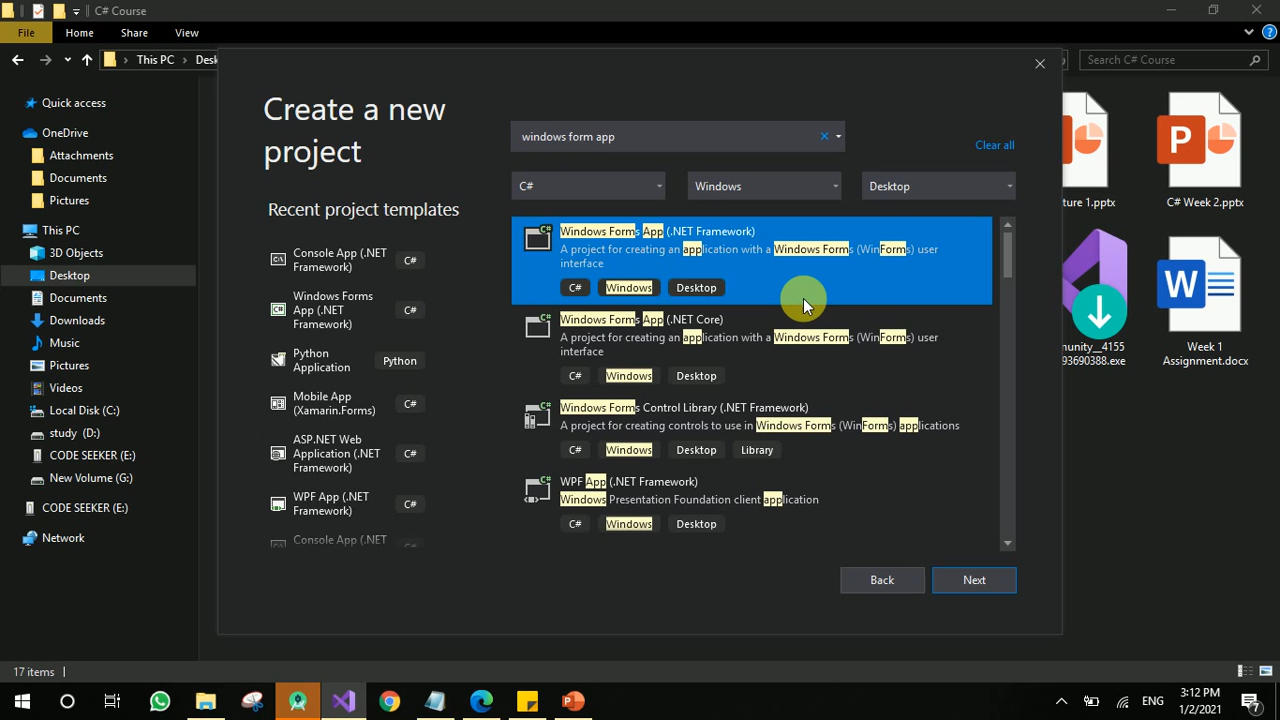 C# Course
File
Home
Share
View
This PC
Desk
Search C# Course
Quick access
OneDrive
Attachments
Documents
Pictures
This PC
3D Objects
Desktop
Documents
Downloads
Music
Pictures
Videos
Local Disk (C:)
study (D:)
CODE SEEKER (E:)
New Volume (G:)
CODE SEEKER (E:)
Network
17 items
Create a new
project
Recent project templates
Console App (.NET
Framework)
C#
Windows Forms
App (.NET
Framework)
C#
Python
Application
Python
Mobile App
(Xamarin.Forms)
C#
ASP.NET Web
Application (.NET
Framework)
C#
WPF App (.NET
Framework)
C#
Console App (.NET
windows form app
Clear all
C#
Windows
Desktop
Windows Forms App (.NET Framework)
A project for creating an application with a Windows Forms (WinForms) user
interface
C# Windows Desktop
Windows Forms App (.NET Core)
A project for creating an application with a Windows Forms (WinForms) user
interface
C# Windows Desktop
Windows Forms Control Library (.NET Framework)
A project for creating controls to use in Windows Forms (WinForms) applications
C# Windows Desktop Library
WPF App (.NET Framework)
Windows Presentation Foundation client application
C# Windows Desktop
Back
Next
ture 1.pptx
C# Week 2.pptx
munity__4155
93690388.exe
Week 1
Assignment.docx
ENG
3:12 PM
1/2/2021
7